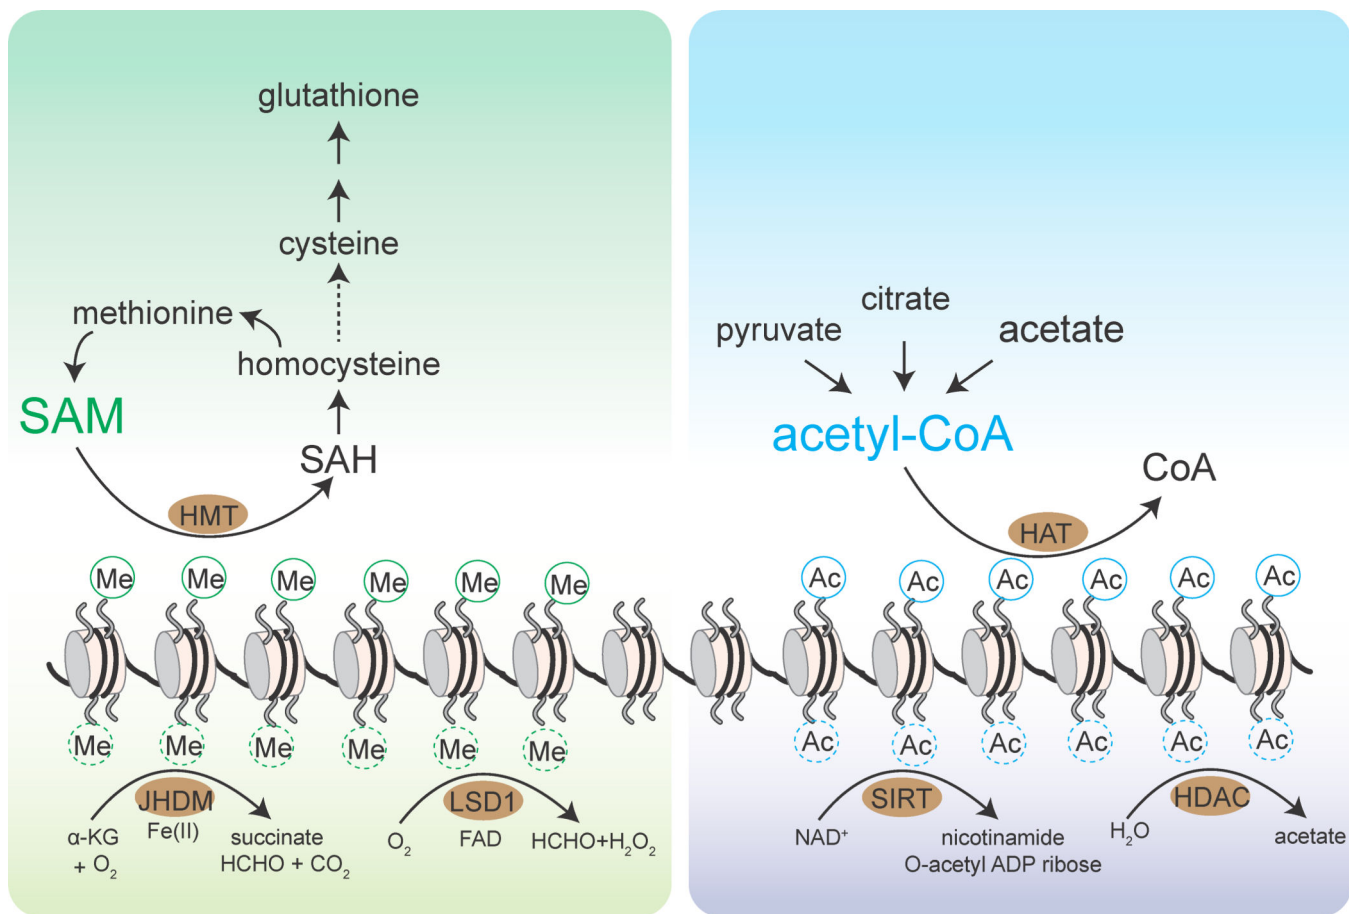 glutathione
cysteine
methionine
homocysteine
SAM
SAH
HMT
Me Me Me Me Me Me
Me Me Me Me Me Me
JHDM
Fe(II)
α-KG
+ O₂
succinate
HCHO + CO₂
LSD1
FAD
O₂
HCHO+H₂O₂
citrate
pyruvate
acetate
acetyl-CoA
CoA
HAT
Ac Ac Ac Ac Ac Ac
Ac Ac Ac Ac Ac Ac
SIRT
NAD⁺
nicotinamide
O-acetyl ADP ribose
HDAC
H₂O
acetate